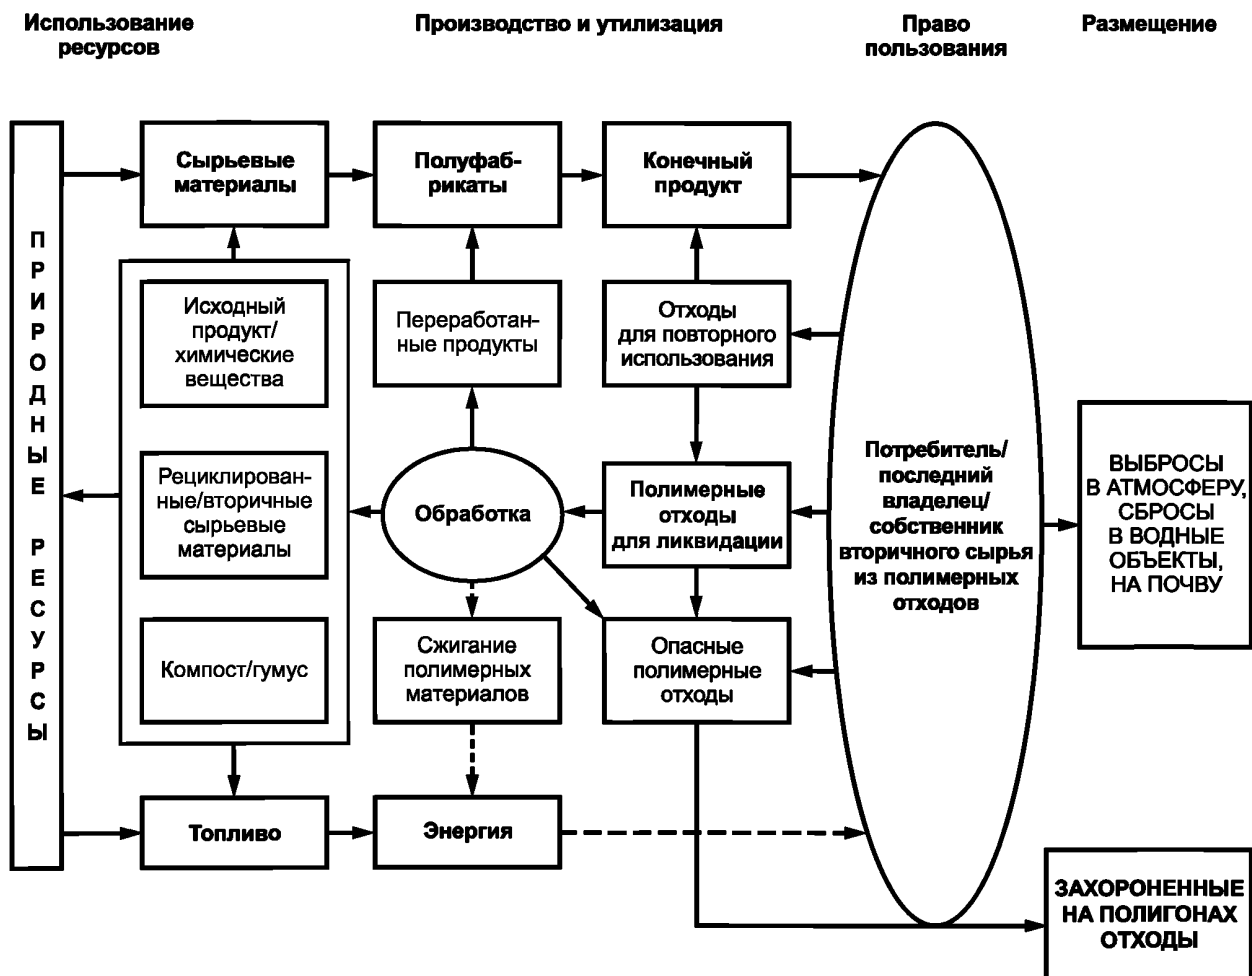 Использование
ресурсов
Производство и утилизация
Право
пользования
Размещение
ПРИРОДНЫЕ РЕСУРСЫ
Сырьевые
материалы
Полуфаб-
рикаты
Конечный
продукт
Исходный
продукт/
химические
вещества
Переработан-
ные продукты
Отходы
для повторного
использования
Рециклирован-
ные/вторичные
сырьевые
материалы
Обработка
Полимерные
отходы
для ликвидации
Потребитель/
последний
владелец/
собственник
вторичного сырья
из полимерных
отходов
ВЫБРОСЫ
В АТМОСФЕРУ,
СБРОСЫ
В ВОДНЫЕ
ОБЪЕКТЫ,
НА ПОЧВУ
Компост/гумус
Сжигание
полимерных
материалов
Опасные
полимерные
отходы
Топливо
Энергия
ЗАХОРОНЕННЫЕ
НА ПОЛИГОНАХ
ОТХОДЫ